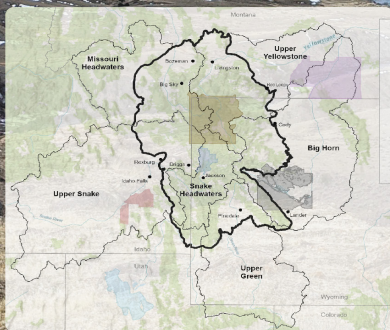 Montana
Upper
Yellowstone
Missouri
Headwaters
Bozeman
Livingston
Big Sky
Cody
Big Horn
Rexburg
Driggs
Idaho Falls
Jackson
Upper Snake
Snake
Headwaters
Pinedale
Lander
Idaho
Utah
Upper
Green
Wyoming
Colorado